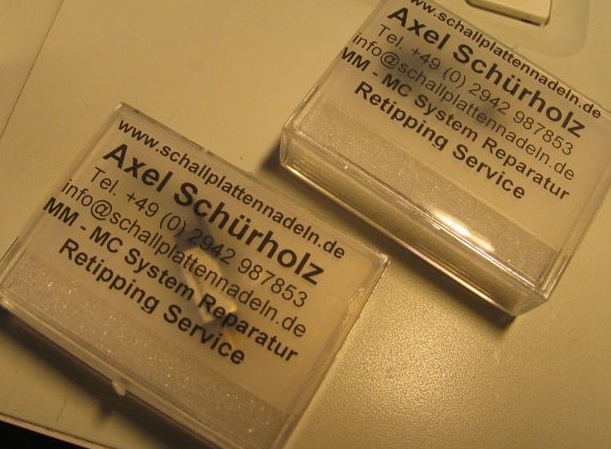 www.schallplattennadeln.de
Axel Schürholz
Tel. +49 (0) 2942 987853
info@schallplattennadeln.de
MM - MC System Reparatur
Retipping Service
www.schallplattennadeln.de
Axel Schürholz
Tel. +49 (0) 2942 987853
info@schallplattennadeln.de
MM - MC System Reparatur
Retipping Service